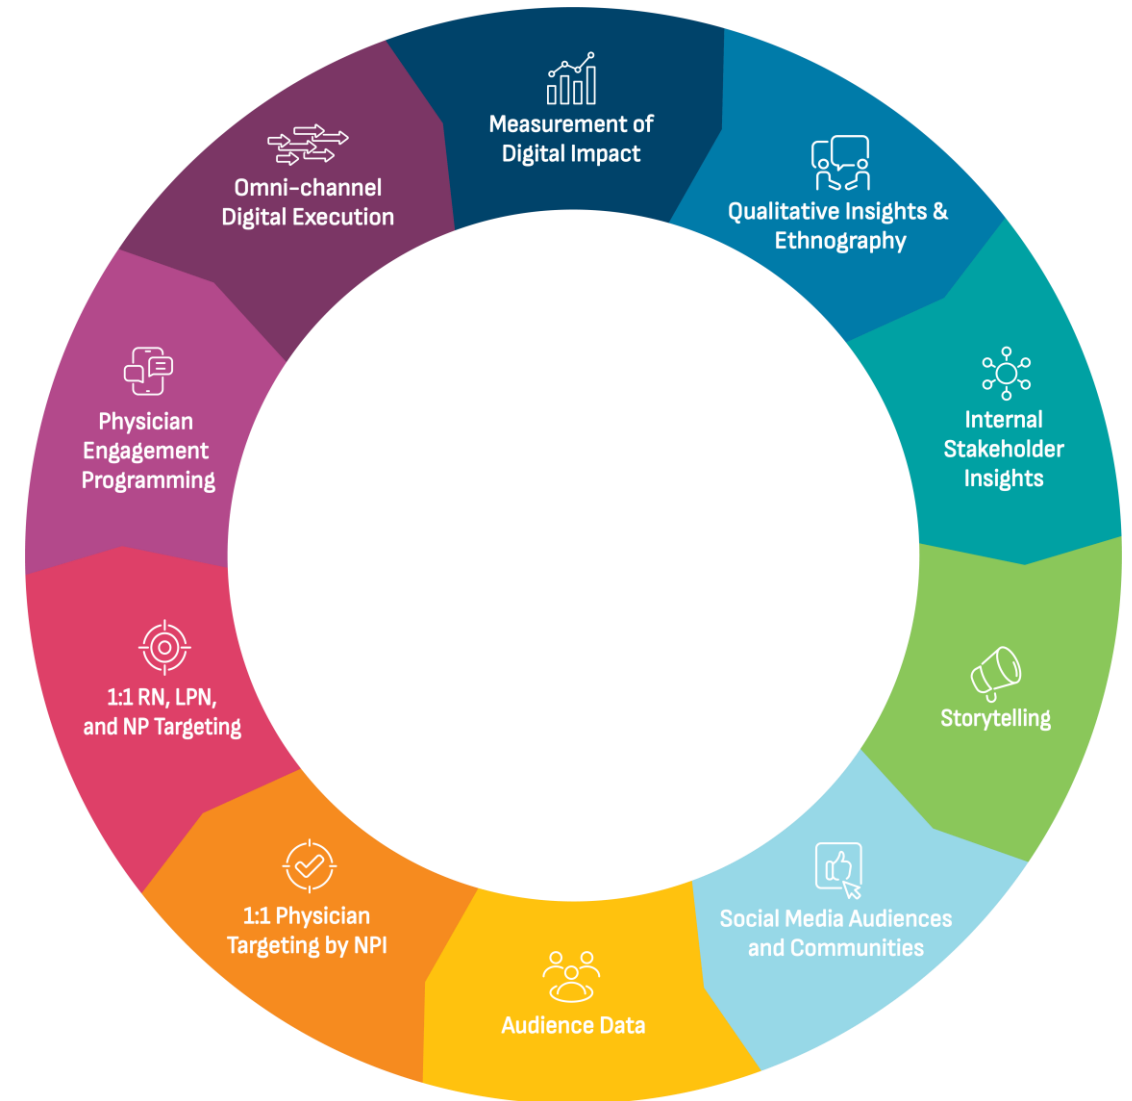 Measurement of
Digital Impact
Qualitative Insights &
Ethnography
Internal
Stakeholder
Insights
Storytelling
Social Media Audiences
and Communities
Audience Data
1:1 Physician
Targeting by NPI
1:1 RN, LPN,
and NP Targeting
Physician
Engagement
Programming
Omni-channel
Digital Execution